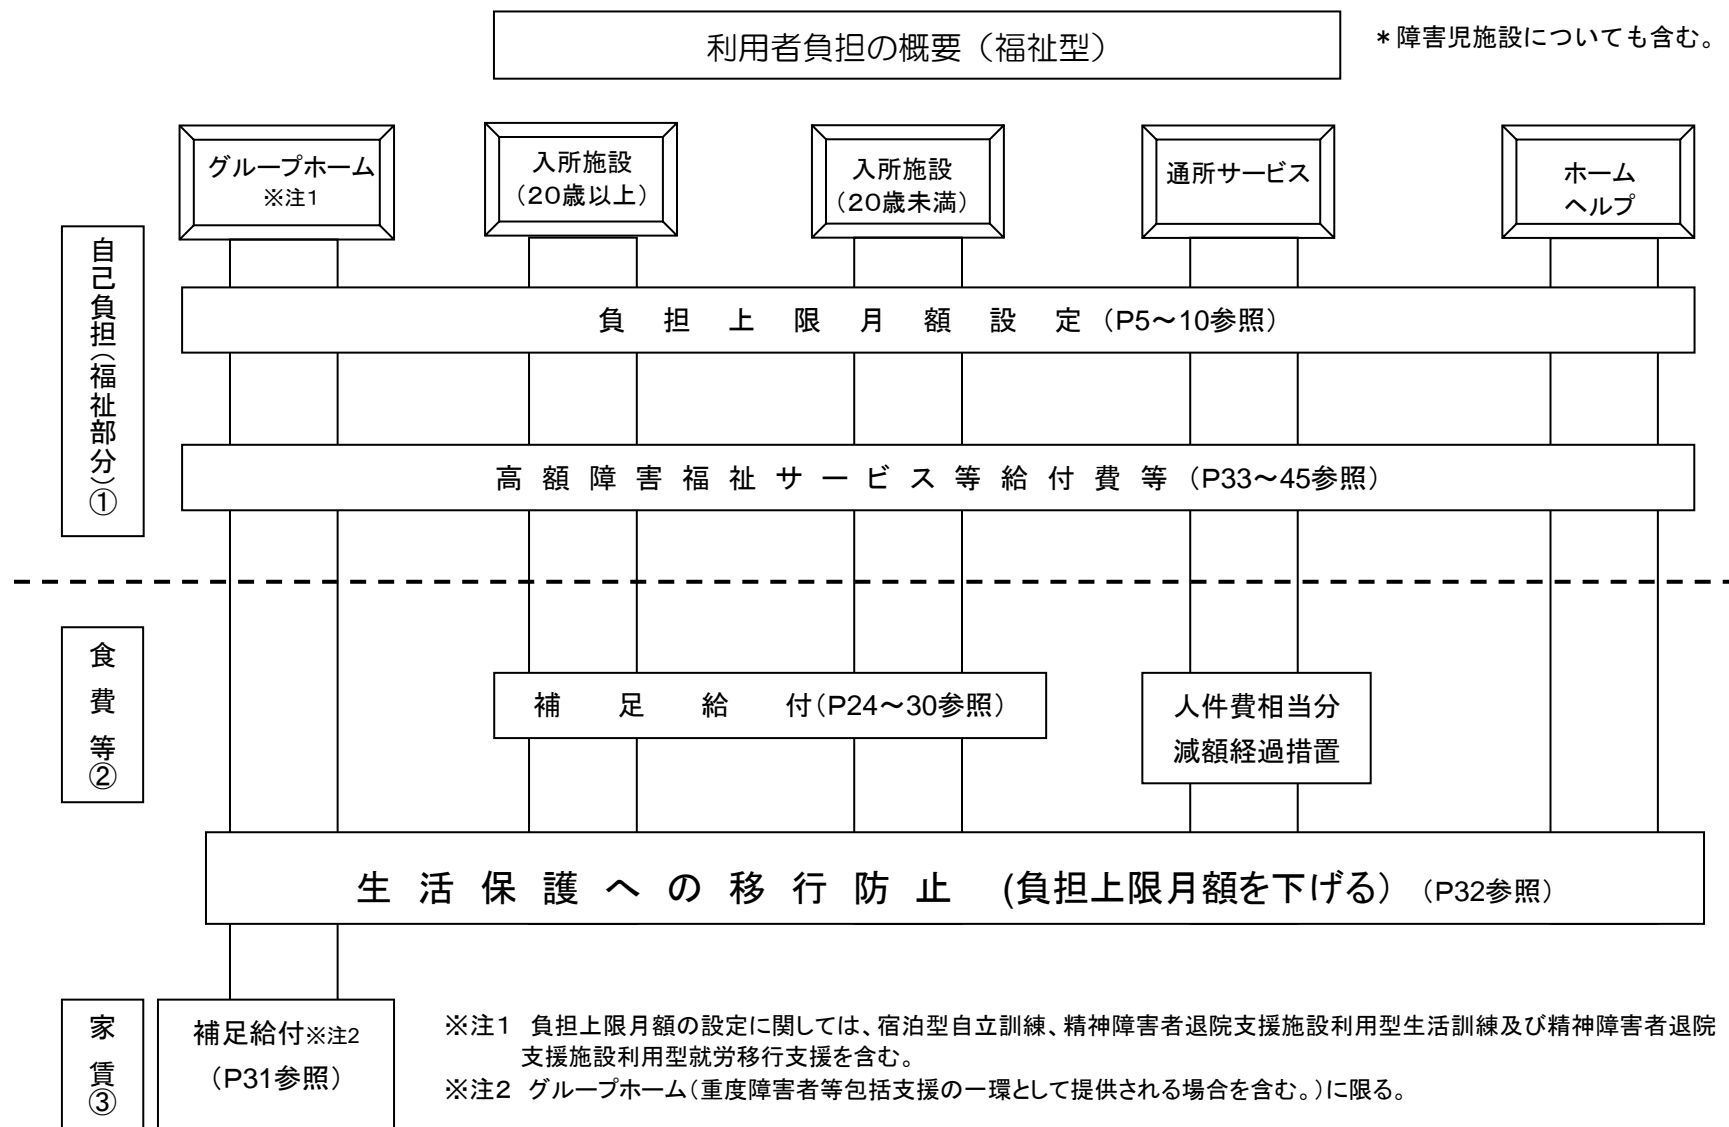 利用者負担の概要（福祉型）
＊障害児施設についても含む。
グループホーム
※注1
入所施設
（20歳以上）
入所施設
（20歳未満）
通所サービス
ホーム
ヘルプ
自己負担（福祉部分）①
負担上限月額設定（P5～10参照）
高額障害福祉サービス等給付費等（P33～45参照）
食費等②
補足給付（P24～30参照）
人件費相当分
減額経過措置
生活保護への移行防止 (負担上限月額を下げる）（P32参照）
家賃③
補足給付※注2
（P31参照）
※注1　負担上限月額の設定に関しては、宿泊型自立訓練、精神障害者退院支援施設利用型生活訓練及び精神障害者退院
支援施設利用型就労移行支援を含む。
※注2　グループホーム（重度障害者等包括支援の一環として提供される場合を含む。）に限る。